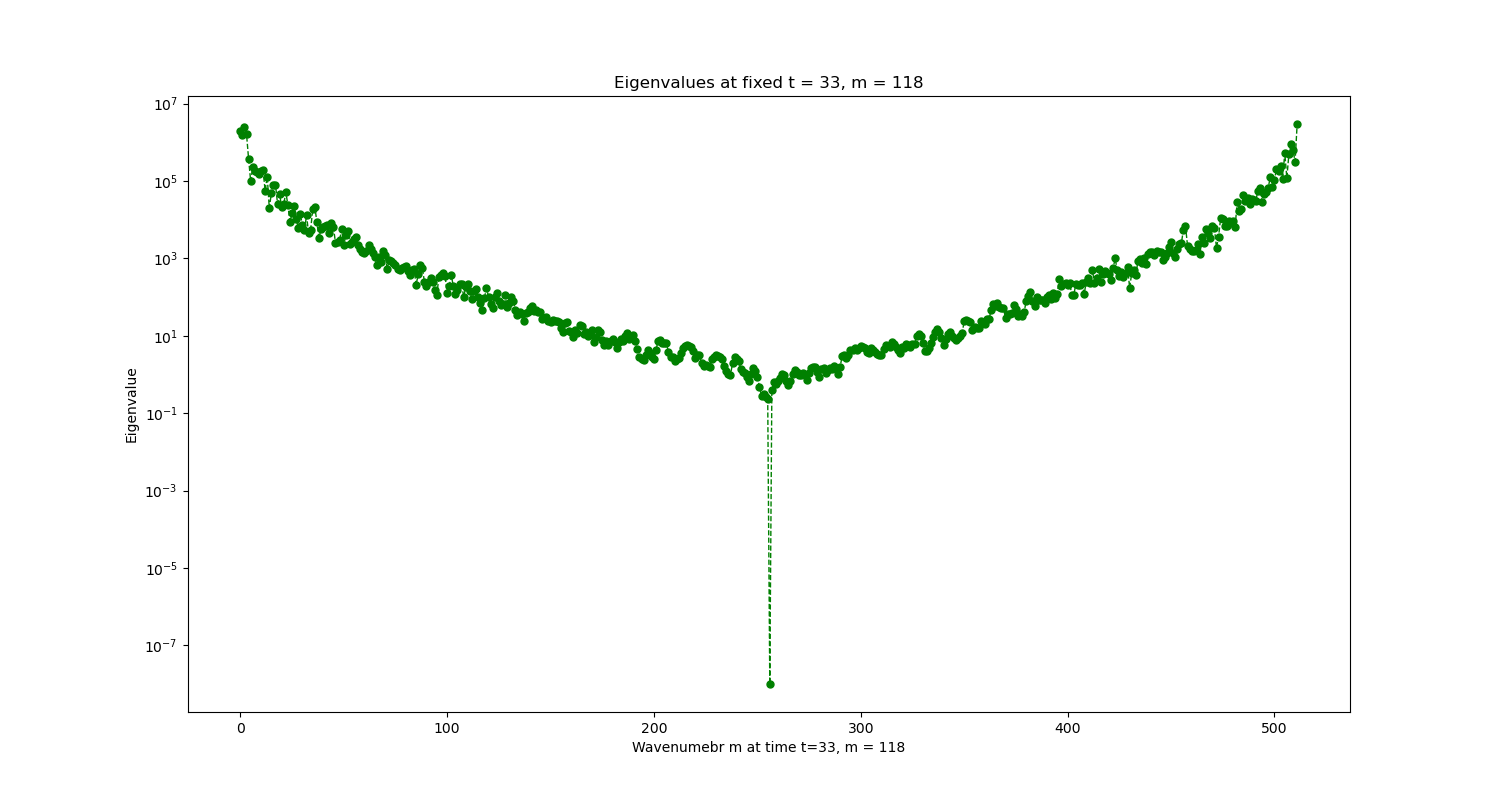 Eigenvalues at fixed t = 33, m = 118
10^7
10^5
10^3
10^1
10^-1
10^-3
10^-5
10^-7
Eigenvalue
0 100 200 300 400 500
Wavenumebr m at time t=33, m = 118